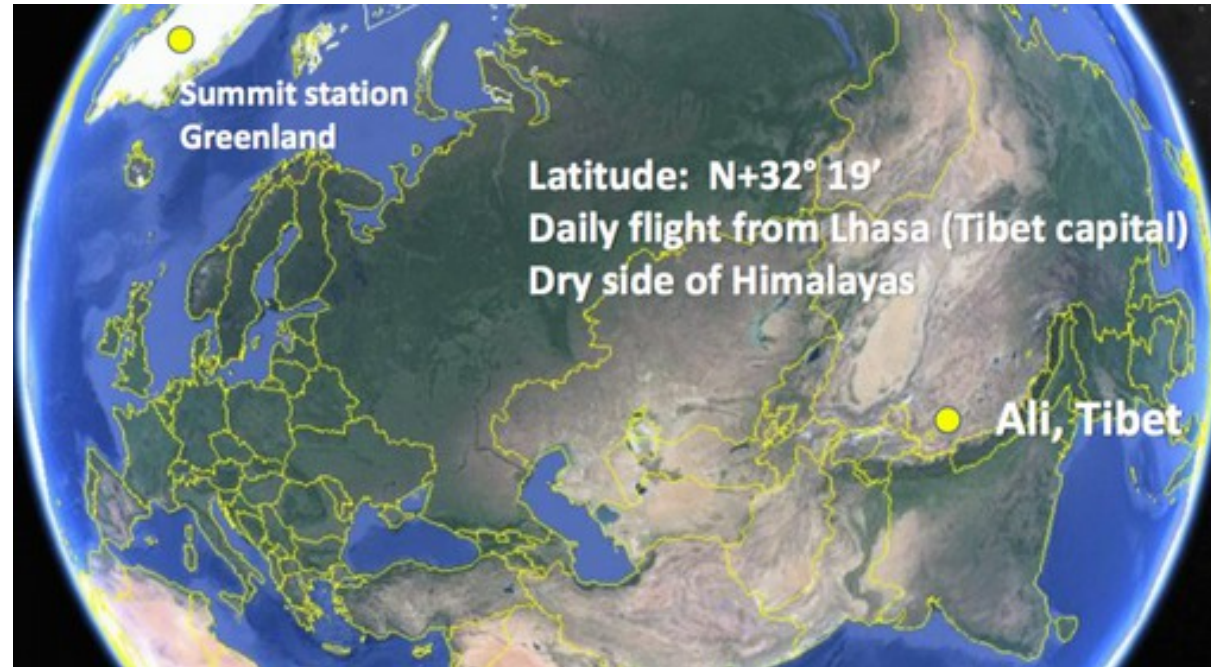 Summit station
Greenland
Latitude:  N+32° 19’
Daily flight from Lhasa (Tibet capital)
Dry side of Himalayas
Ali, Tibet